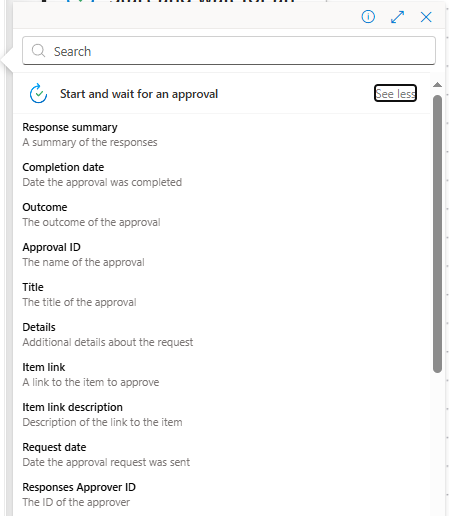 Search
Start and wait for an approval See less
Response summary
A summary of the responses
Completion date
Date the approval was completed
Outcome
The outcome of the approval
Approval ID
The name of the approval
Title
The title of the approval
Details
Additional details about the request
Item link
A link to the item to approve
Item link description
Description of the link to the item
Request date
Date the approval request was sent
Responses Approver ID
The ID of the approver